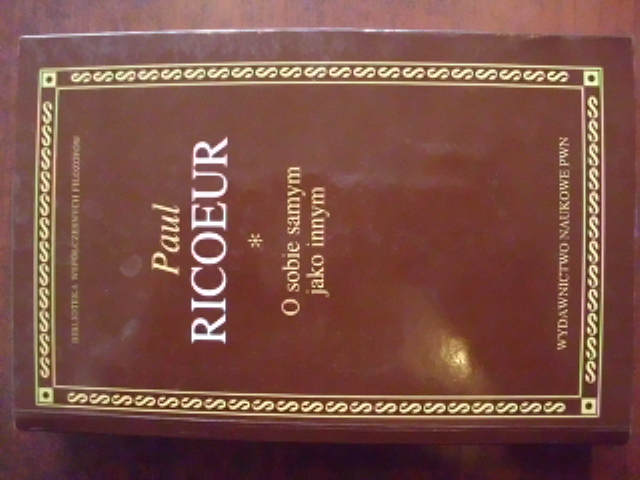 BIBLIOTEKA WSPÓŁCZESNYCH FILOZOFÓW
Paul
RICOEUR
*
O sobie samym
jako innym
WYDAWNICTWO NAUKOWE PWN